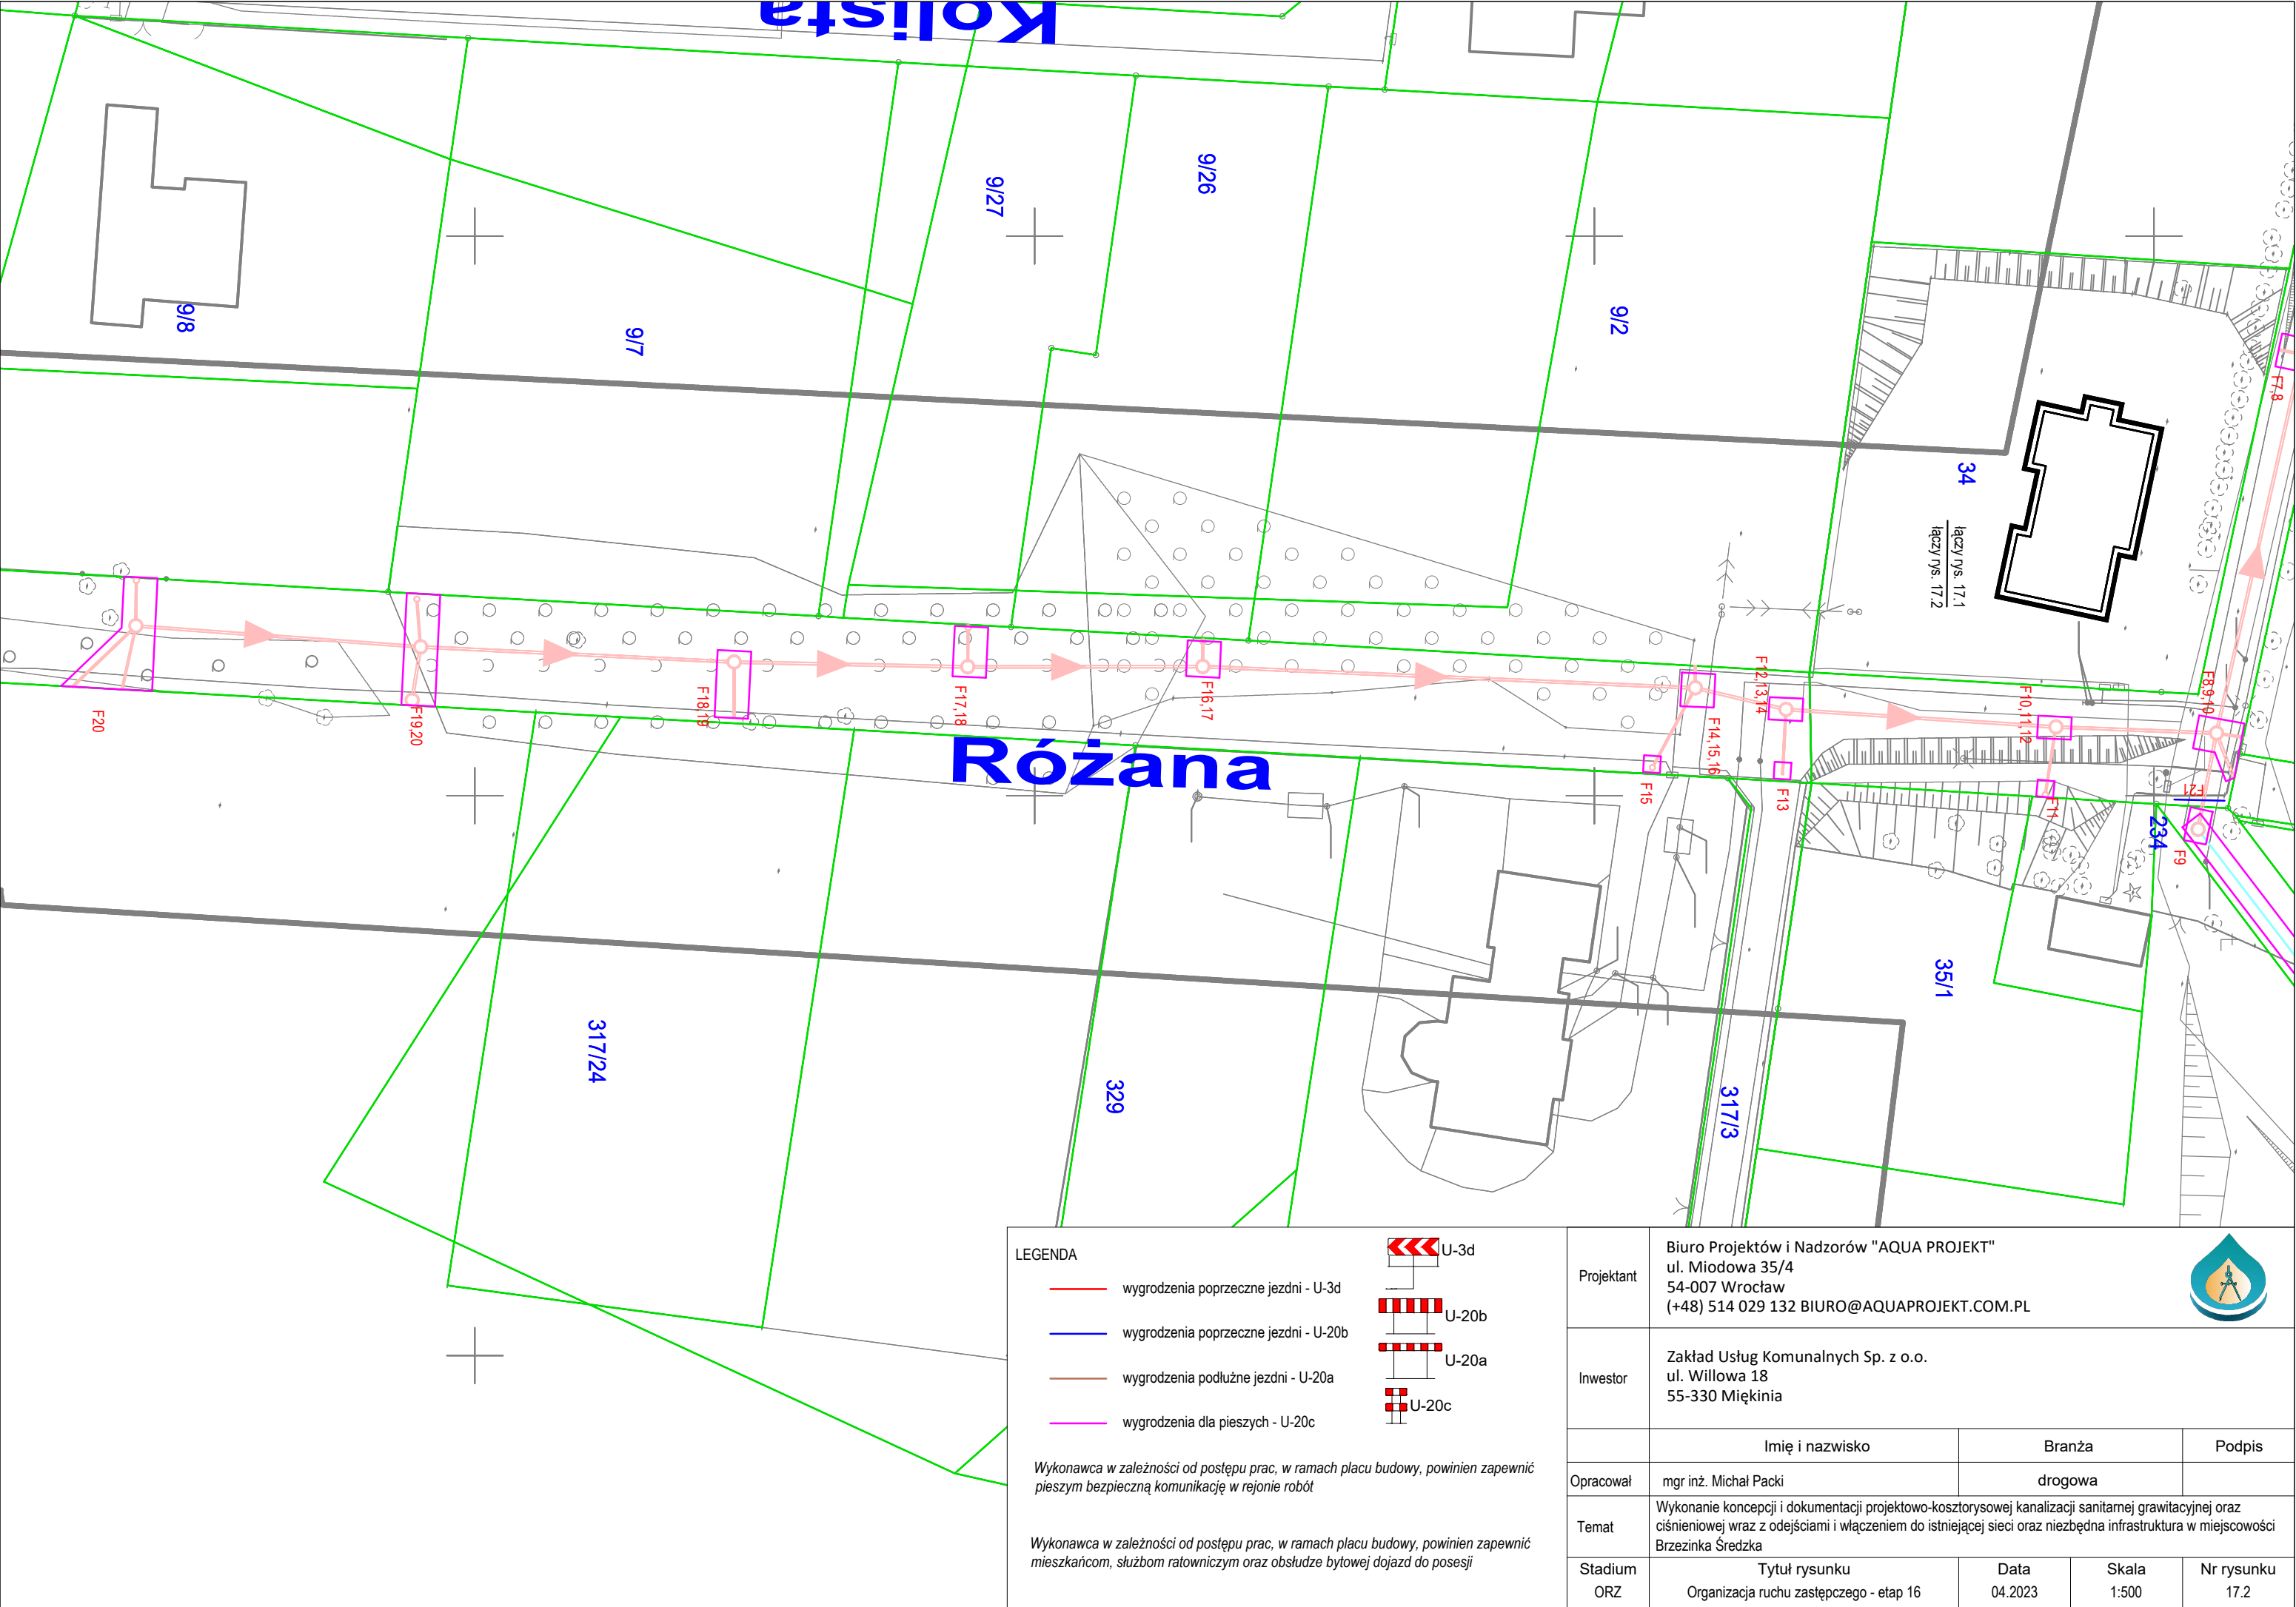 Kolista
9/8
9/7
9/27
9/26
9/2
34
łączy rys. 17.1
łączy rys. 17.2
F7,8
F20
F19,20
F18,19
F17,18
F16,17
F14,15,16
F15
F12,13,14
F13
F10,11,12
F11
F8,9,10
F21
F9
234
Różana
35/1
317/24
329
317/3
LEGENDA
wygrodzenia poprzeczne jezdni - U-3d
wygrodzenia poprzeczne jezdni - U-20b
wygrodzenia podłużne jezdni - U-20a
wygrodzenia dla pieszych - U-20c
U-3d
U-20b
U-20a
U-20c
Wykonawca w zależności od postępu prac, w ramach placu budowy, powinien zapewnić
pieszym bezpieczną komunikację w rejonie robót
Wykonawca w zależności od postępu prac, w ramach placu budowy, powinien zapewnić
mieszkańcom, służbom ratowniczym oraz obsłudze bytowej dojazd do posesji
Projektant
Biuro Projektów i Nadzorów "AQUA PROJEKT"
ul. Miodowa 35/4
54-007 Wrocław
(+48) 514 029 132 BIURO@AQUAPROJEKT.COM.PL
Inwestor
Zakład Usług Komunalnych Sp. z o.o.
ul. Willowa 18
55-330 Miękinia
Imię i nazwisko Branża Podpis
Opracował mgr inż. Michał Packi drogowa
Temat
Wykonanie koncepcji i dokumentacji projektowo-kosztorysowej kanalizacji sanitarnej grawitacyjnej oraz
ciśnieniowej wraz z odejściami i włączeniem do istniejącej sieci oraz niezbędna infrastruktura w miejscowości
Brzezinka Średzka
Stadium Tytuł rysunku Data Skala Nr rysunku
ORZ Organizacja ruchu zastępczego - etap 16 04.2023 1:500 17.2